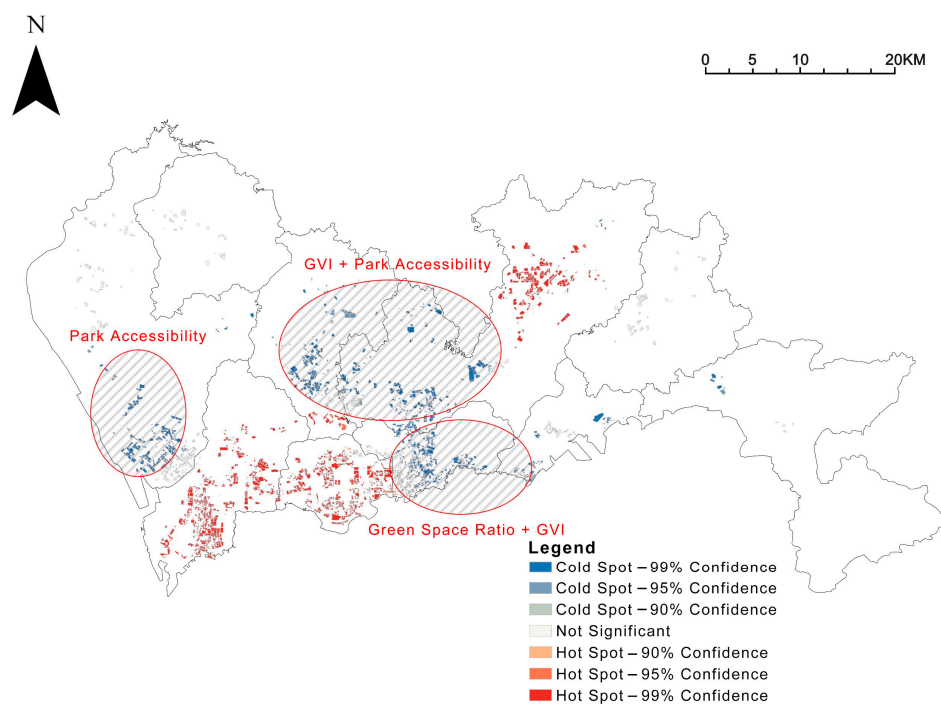 N
0 5 10 20KM
GVI + Park Accessibility
Park Accessibility
Green Space Ratio + GVI
Legend
Cold Spot – 99% Confidence
Cold Spot – 95% Confidence
Cold Spot – 90% Confidence
Not Significant
Hot Spot – 90% Confidence
Hot Spot – 95% Confidence
Hot Spot – 99% Confidence